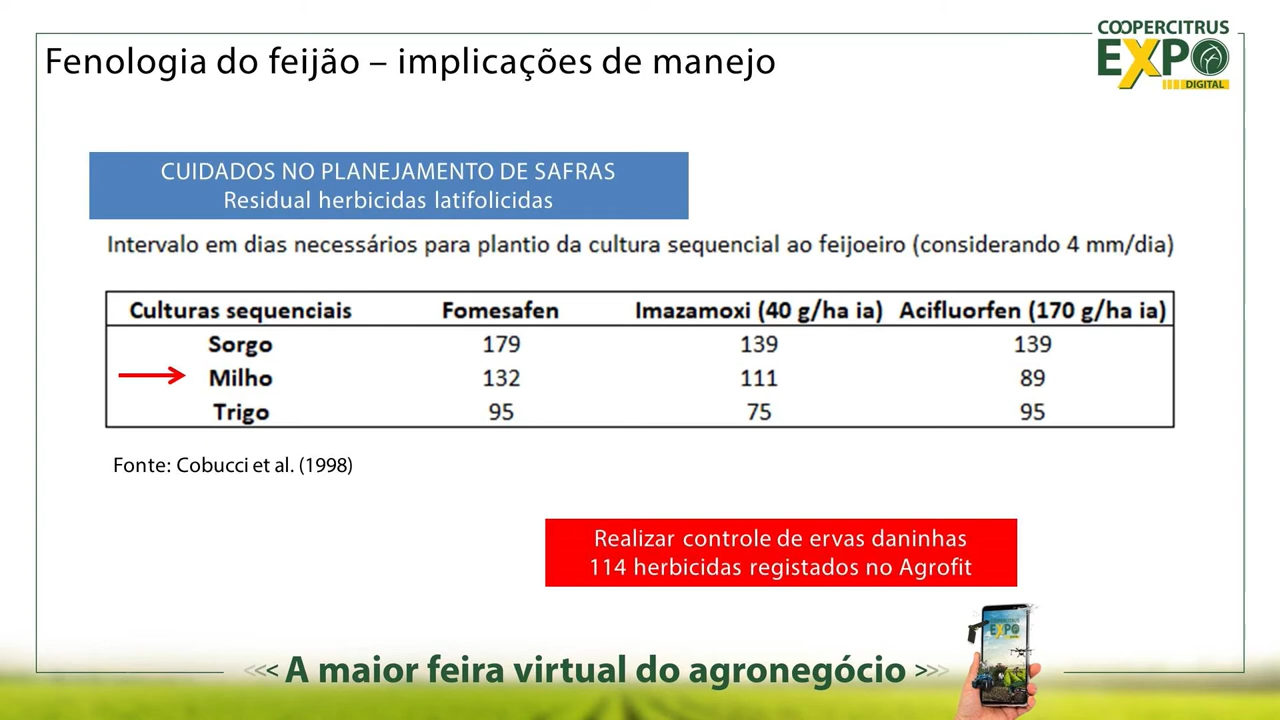 COOPERCITRUS
EXPO
DIGITAL
Fenologia do feijão – implicações de manejo
CUIDADOS NO PLANEJAMENTO DE SAFRAS
Residual herbicidas latifolicidas
Intervalo em dias necessários para plantio da cultura sequencial ao feijoeiro (considerando 4 mm/dia)
Culturas sequenciais Fomesafen Imazamoxi (40 g/ha ia) Acifluorfen (170 g/ha ia)
Sorgo 179 139 139
Milho 132 111 89
Trigo 95 75 95
Fonte: Cobucci et al. (1998)
Realizar controle de ervas daninhas
114 herbicidas registados no Agrofit
COOPERCITRUS
EXPO
<<< A maior feira virtual do agronegócio >>>